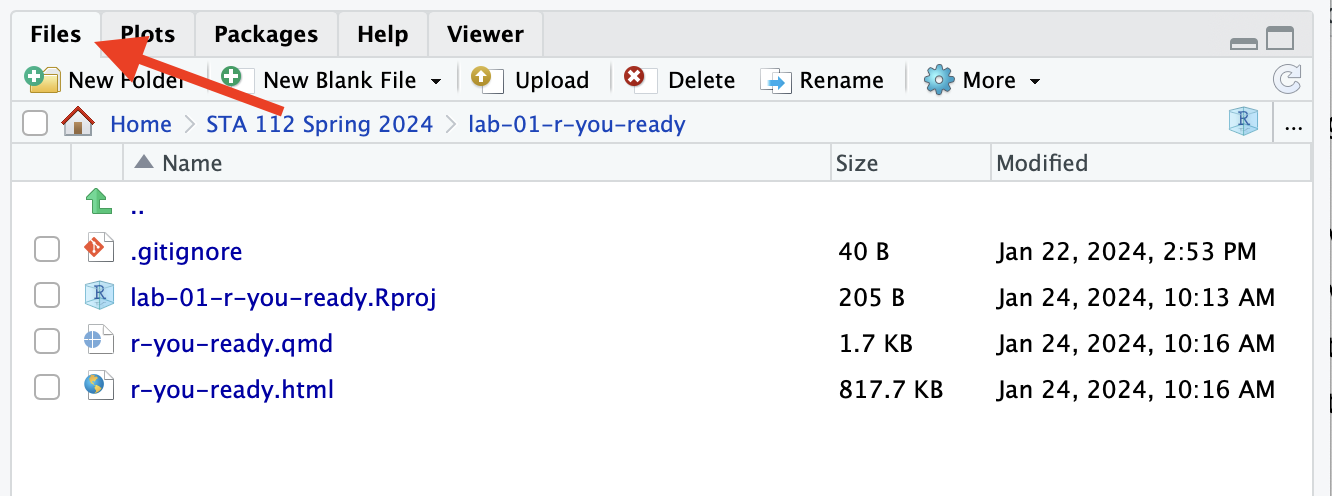 Files Plots Packages Help Viewer
New Folder New Blank File Upload Delete Rename More
Home STA 112 Spring 2024 lab-01-r-you-ready R ...
Name Size Modified
..
.gitignore 40 B Jan 22, 2024, 2:53 PM
R lab-01-r-you-ready.Rproj 205 B Jan 24, 2024, 10:13 AM
r-you-ready.qmd 1.7 KB Jan 24, 2024, 10:16 AM
r-you-ready.html 817.7 KB Jan 24, 2024, 10:16 AM